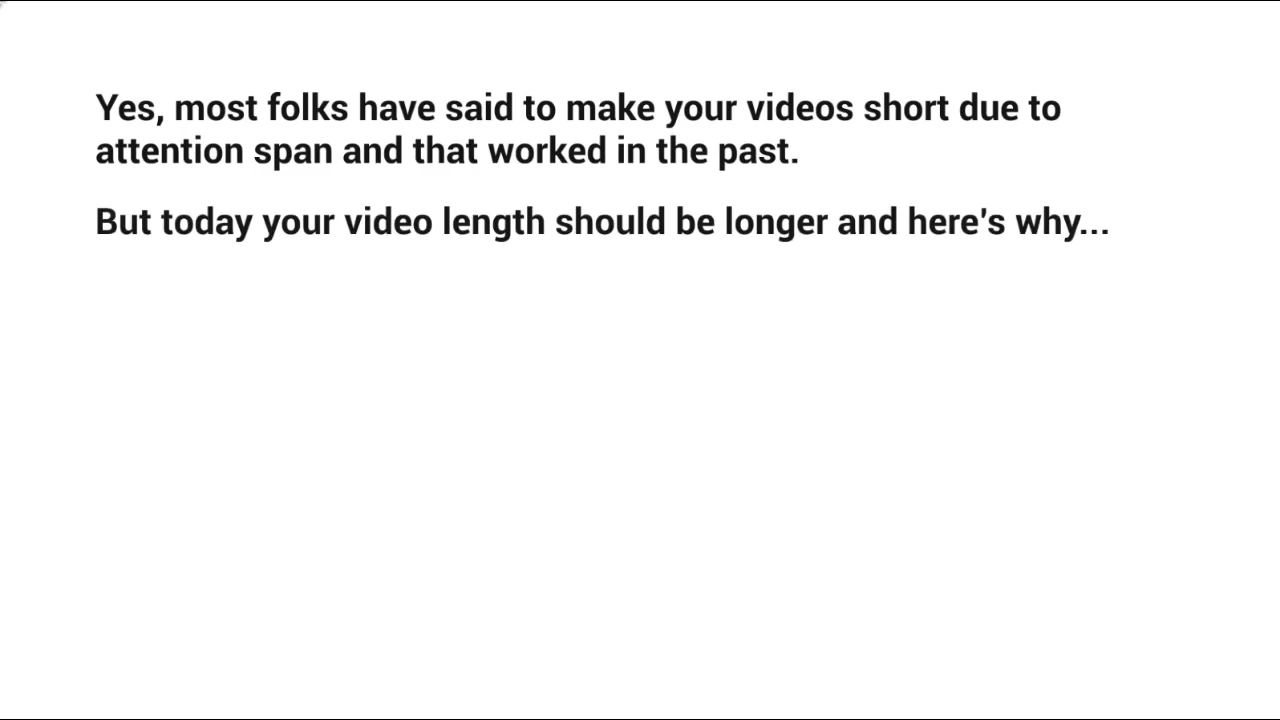 Yes, most folks have said to make your videos short due to
attention span and that worked in the past.
But today your video length should be longer and here's why...